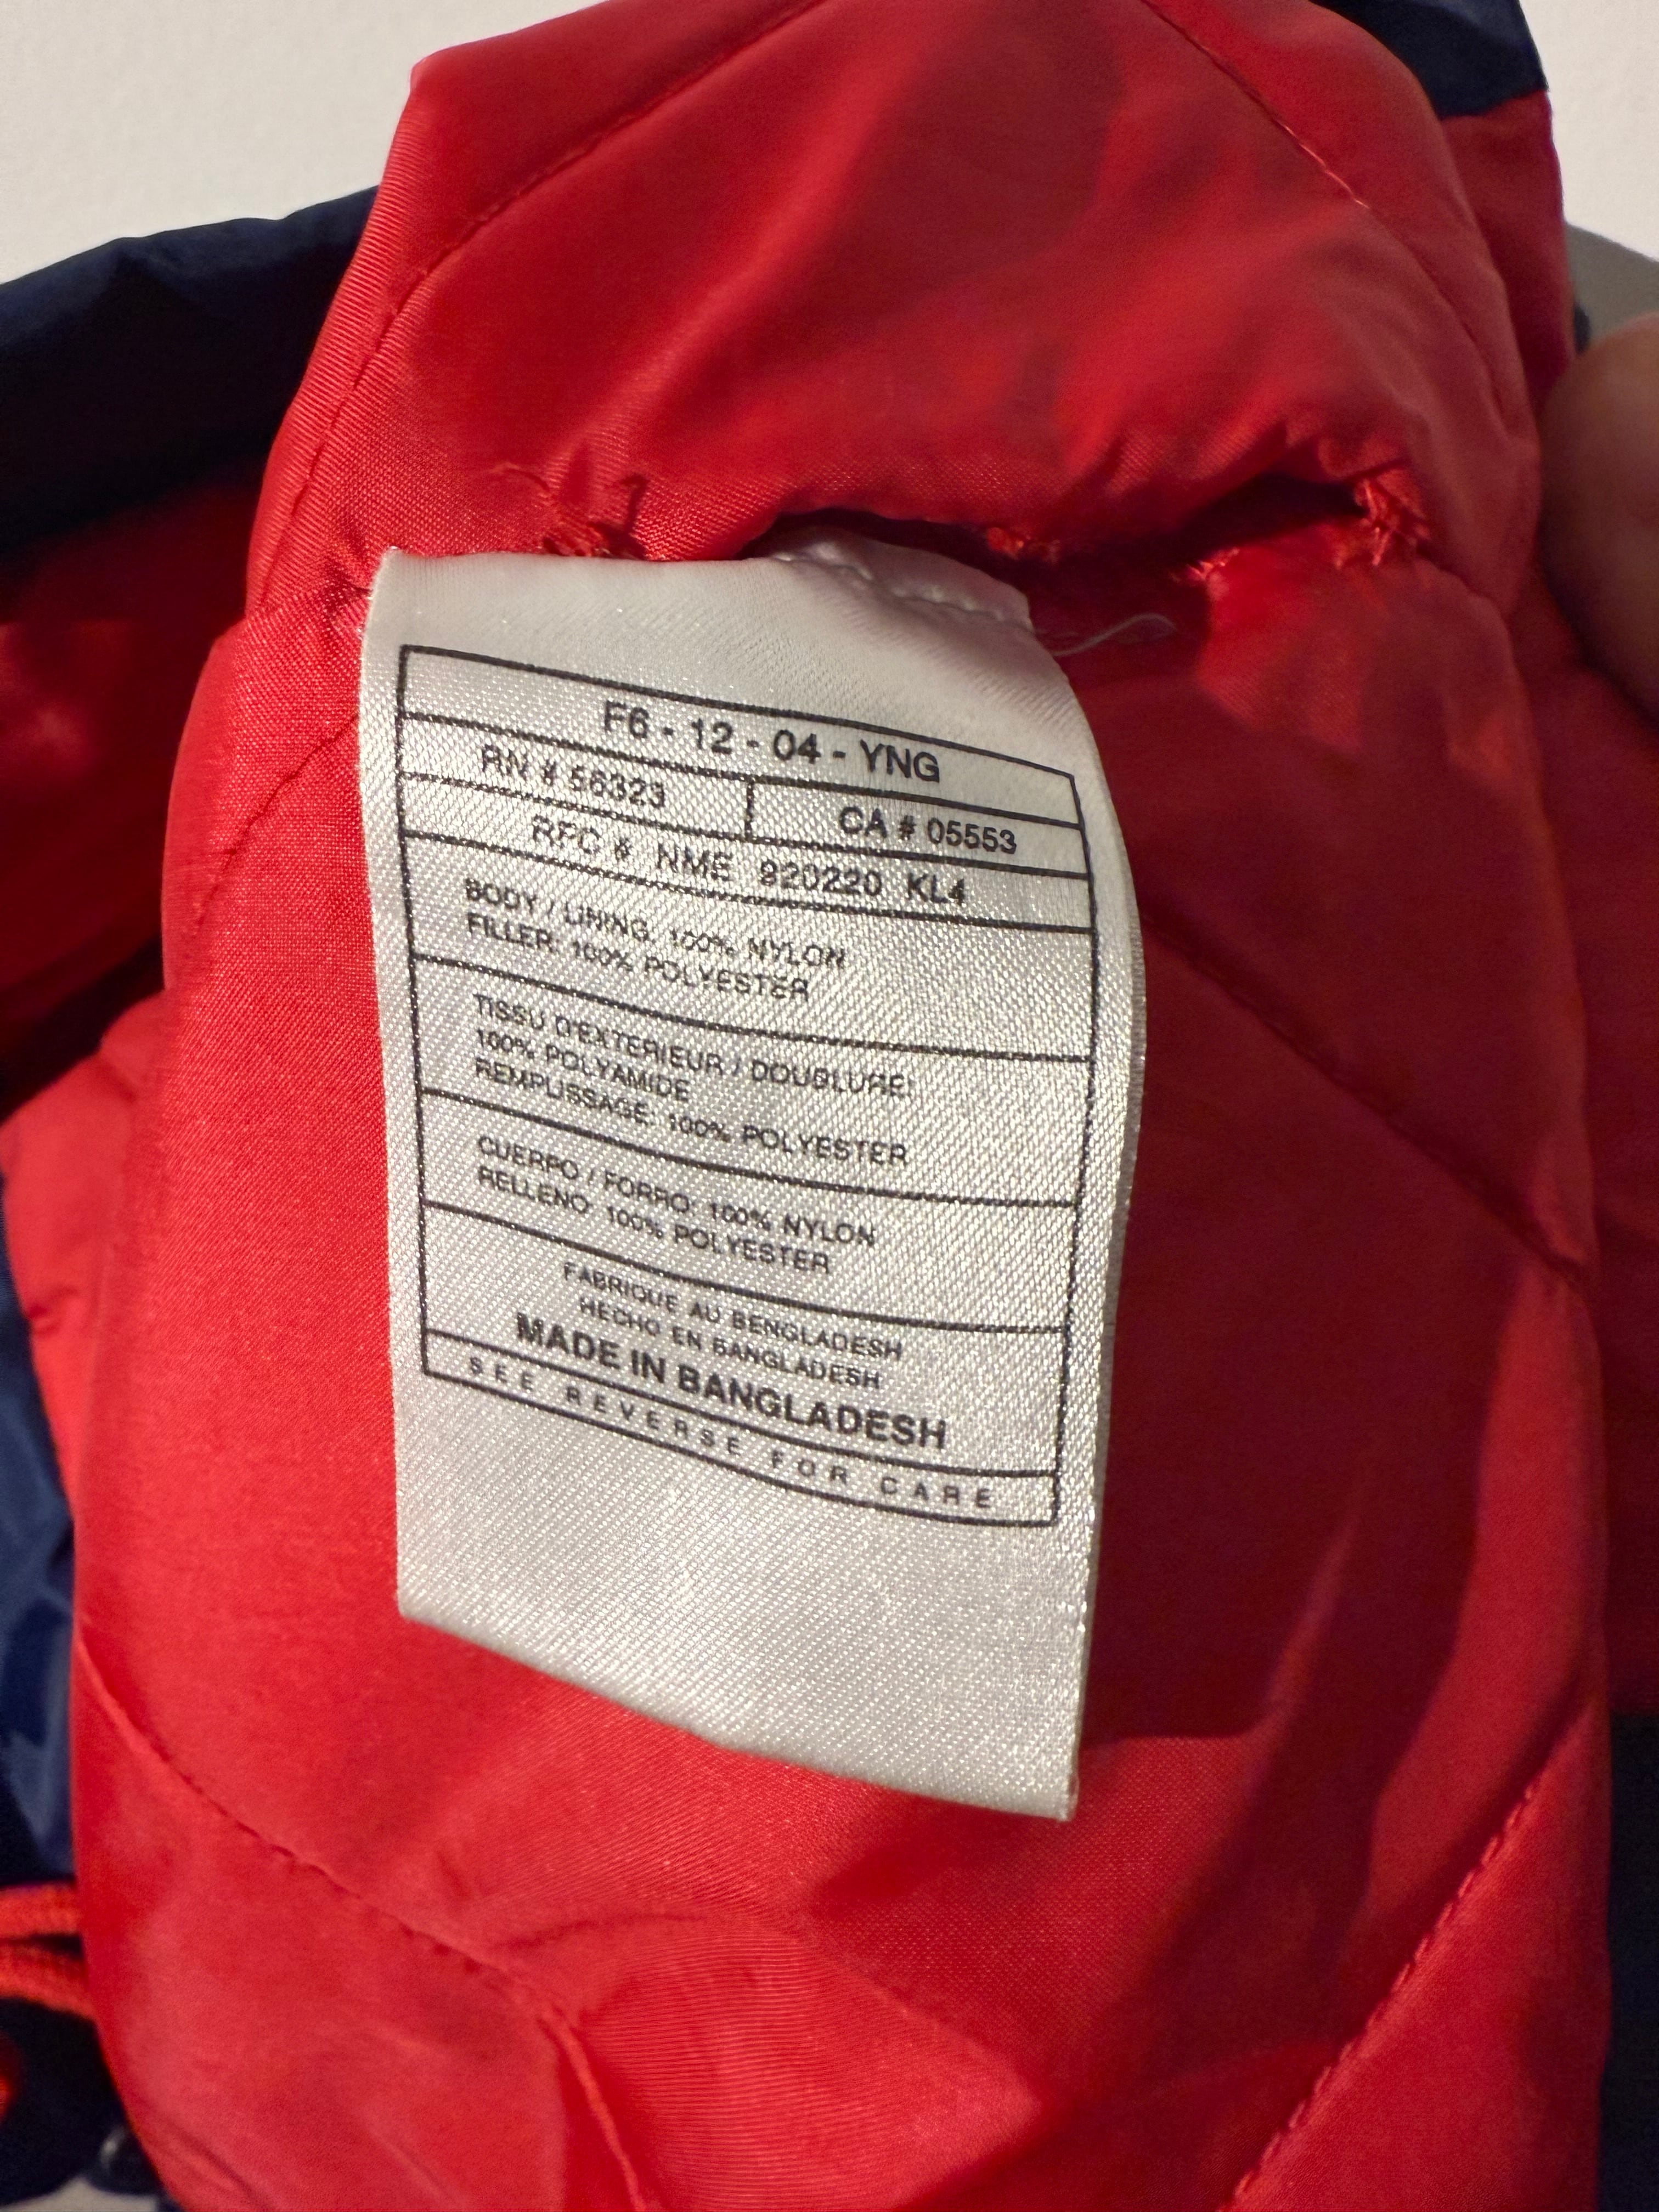 F6 - 12 - 04 - YNG
RN # 56323
CA # 05553
RFC # NME 920220 KL4
BODY / LINING: 100% NYLON
FILLER: 100% POLYESTER
TISSU D'EXTERIEUR / DOUBLURE:
100% POLYAMIDE
REMPLISSAGE: 100% POLYESTER
CUERPO / FORRO: 100% NYLON
RELLENO: 100% POLYESTER
FABRIQUE AU BENGLADESH
HECHO EN BANGLADESH
MADE IN BANGLADESH
SEE REVERSE FOR CARE